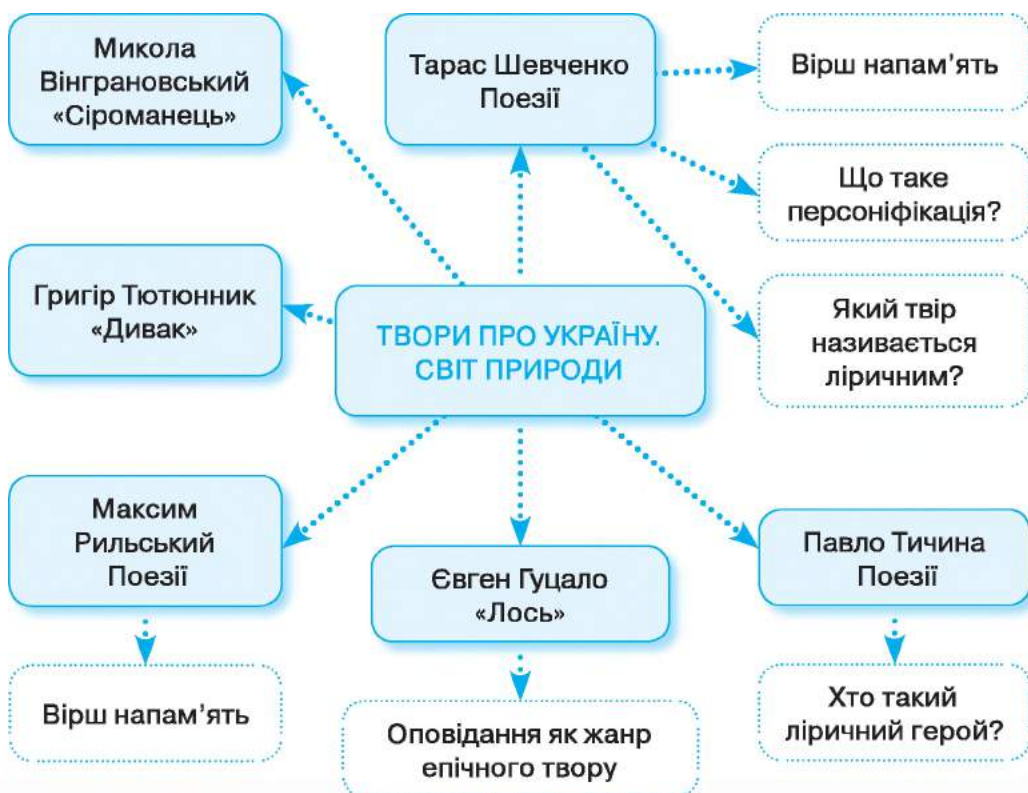 Микола
Вінграновський
«Сіроманець»
Тарас Шевченко
Поезії
Вірш напам’ять
Що таке
персоніфікація?
Григір Тютюнник
«Дивак»
ТВОРИ ПРО УКРАЇНУ.
СВІТ ПРИРОДИ
Який твір
називається
ліричним?
Максим
Рильський
Поезії
Євген Гуцало
«Лось»
Павло Тичина
Поезії
Вірш напам’ять
Оповідання як жанр
епічного твору
Хто такий
ліричний герой?